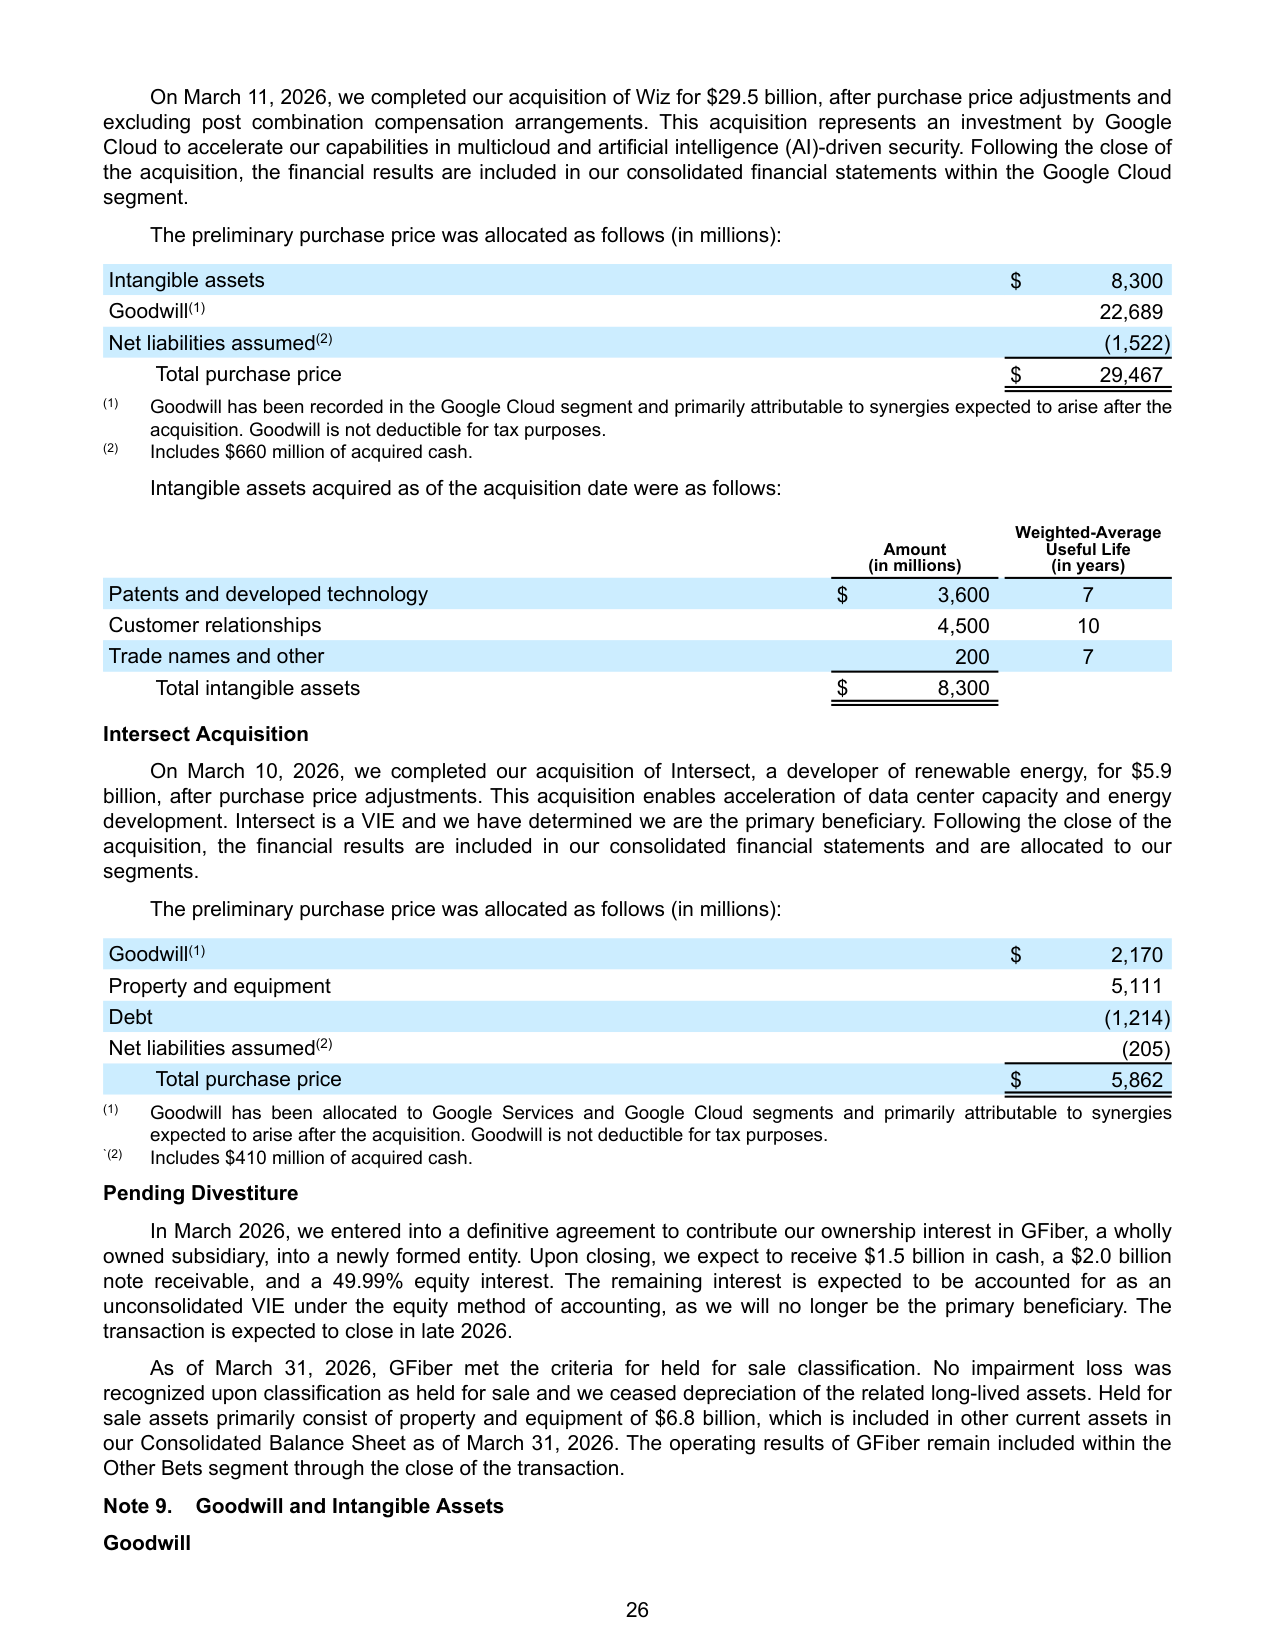 On March 11, 2026, we completed our acquisition of Wiz for $29.5 billion, after purchase price adjustments and
excluding post combination compensation arrangements. This acquisition represents an investment by Google
Cloud to accelerate our capabilities in multicloud and artificial intelligence (AI)-driven security. Following the close of
the acquisition, the financial results are included in our consolidated financial statements within the Google Cloud
segment.
The preliminary purchase price was allocated as follows (in millions):
Intangible assets $ 8,300
Goodwill(1) 22,689
Net liabilities assumed(2) (1,522)
Total purchase price $ 29,467
(1) Goodwill has been recorded in the Google Cloud segment and primarily attributable to synergies expected to arise after the
acquisition. Goodwill is not deductible for tax purposes.
(2) Includes $660 million of acquired cash.
Intangible assets acquired as of the acquisition date were as follows:
Weighted-Average
Amount Useful Life
(in millions) (in years)
Patents and developed technology $ 3,600 7
Customer relationships 4,500 10
Trade names and other 200 7
Total intangible assets $ 8,300
Intersect Acquisition
On March 10, 2026, we completed our acquisition of Intersect, a developer of renewable energy, for $5.9
billion, after purchase price adjustments. This acquisition enables acceleration of data center capacity and energy
development. Intersect is a VIE and we have determined we are the primary beneficiary. Following the close of the
acquisition, the financial results are included in our consolidated financial statements and are allocated to our
segments.
The preliminary purchase price was allocated as follows (in millions):
Goodwill(1) $ 2,170
Property and equipment 5,111
Debt (1,214)
Net liabilities assumed(2) (205)
Total purchase price $ 5,862
(1) Goodwill has been allocated to Google Services and Google Cloud segments and primarily attributable to synergies
expected to arise after the acquisition. Goodwill is not deductible for tax purposes.
`(2) Includes $410 million of acquired cash.
Pending Divestiture
In March 2026, we entered into a definitive agreement to contribute our ownership interest in GFiber, a wholly
owned subsidiary, into a newly formed entity. Upon closing, we expect to receive $1.5 billion in cash, a $2.0 billion
note receivable, and a 49.99% equity interest. The remaining interest is expected to be accounted for as an
unconsolidated VIE under the equity method of accounting, as we will no longer be the primary beneficiary. The
transaction is expected to close in late 2026.
As of March 31, 2026, GFiber met the criteria for held for sale classification. No impairment loss was
recognized upon classification as held for sale and we ceased depreciation of the related long-lived assets. Held for
sale assets primarily consist of property and equipment of $6.8 billion, which is included in other current assets in
our Consolidated Balance Sheet as of March 31, 2026. The operating results of GFiber remain included within the
Other Bets segment through the close of the transaction.
Note 9. Goodwill and Intangible Assets
Goodwill
26